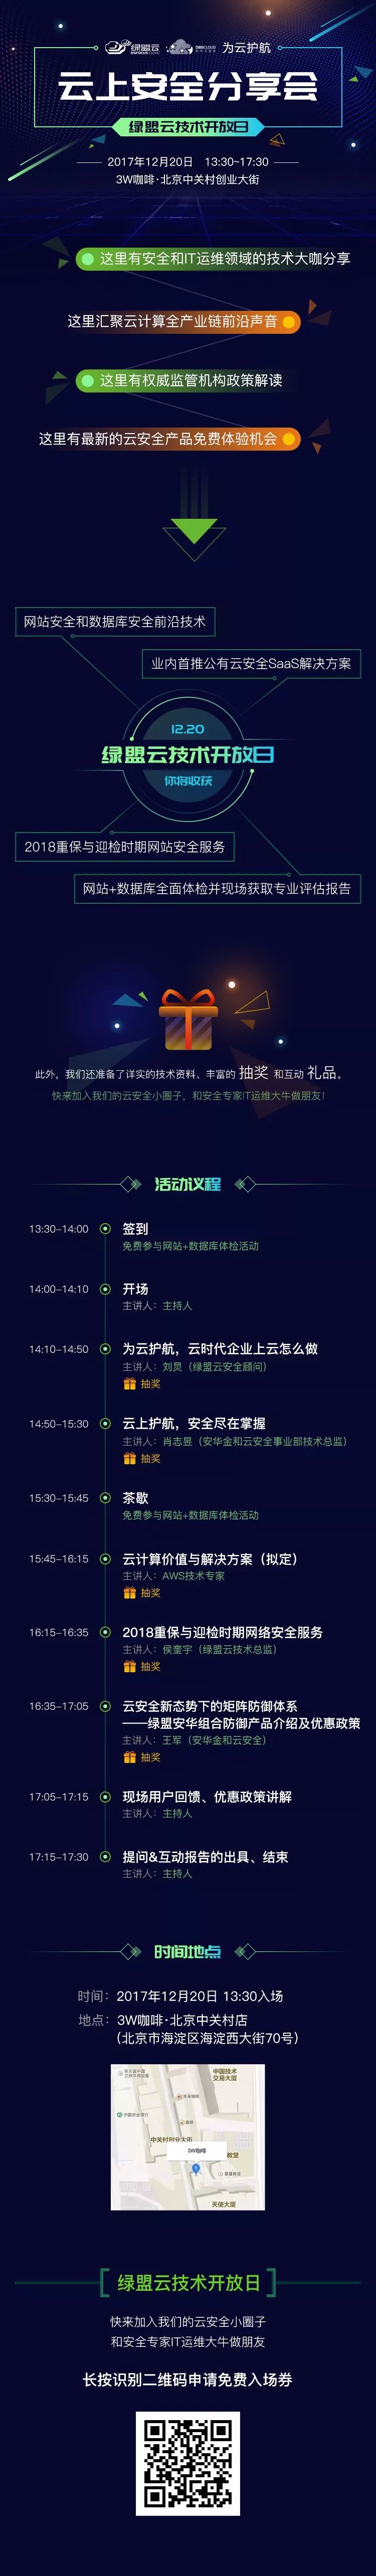 绿盟云
NSFOCUS CLOUD
DBSCLOUD
为云护航
云上安全分享会
绿盟云技术开放日
2017年12月20日 13:30~17:30
3W咖啡·北京中关村创业大街
这里有安全和IT运维领域的技术大咖分享
这里汇聚云计算全产业链前沿声音
这里有权威监管机构政策解读
这里有最新的云安全产品免费体验机会
网站安全和数据库安全前沿技术
业内首推公有云安全SaaS解决方案
12.20
绿盟云技术开放日
你将收获
2018重保与迎检时期网站安全服务
网站+数据库全面体检并现场获取专业评估报告
此外，我们还准备了详实的技术资料、丰富的 抽奖 和互动 礼品。
快来加入我们的云安全小圈子，和安全专家IT运维大牛做朋友！
活动议程
13:30-14:00 签到
免费参与网站+数据库体检活动
14:00-14:10 开场
主讲人：主持人
14:10-14:50 为云护航，云时代企业上云怎么做
主讲人：刘炅（绿盟云安全顾问）
抽奖
14:50-15:30 云上护航，安全尽在掌握
主讲人：肖志昱（安华金和云安全事业部技术总监）
抽奖
15:30-15:45 茶歇
免费参与网站+数据库体检活动
15:45-16:15 云计算价值与解决方案（拟定）
主讲人：AWS技术专家
抽奖
16:15-16:35 2018重保与迎检时期网络安全服务
主讲人：侯奎宇（绿盟云技术总监）
抽奖
16:35-17:05 云安全新态势下的矩阵防御体系
——绿盟安华组合防御产品介绍及优惠政策
主讲人：王军（安华金和云安全）
抽奖
17:05-17:15 现场用户回馈、优惠政策讲解
主讲人：主持人
17:15-17:30 提问&互动报告的出具、结束
主讲人：主持人
时间地点
时间：2017年12月20日 13:30入场
地点：3W咖啡·北京中关村店
(北京市海淀区海淀西大街70号)
中国技术
交易大厦
中关村创业大街
3W咖啡
教堂
天使大厦
绿盟云技术开放日
快来加入我们的云安全小圈子
和安全专家IT运维大牛做朋友
长按识别二维码申请免费入场券